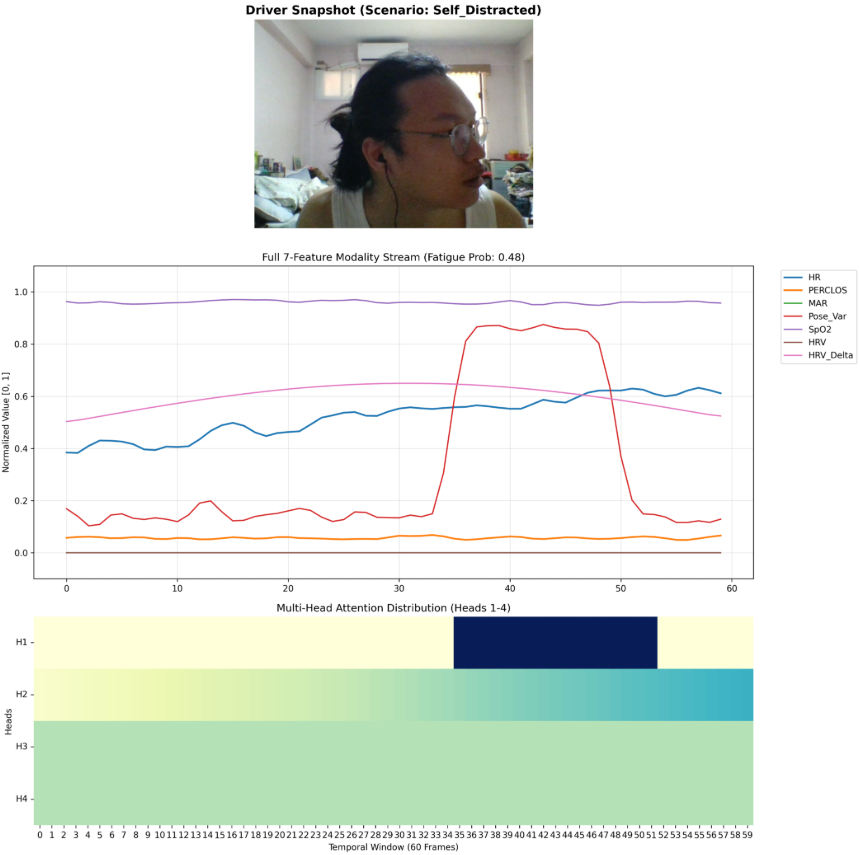 Driver Snapshot (Scenario: Self_Distracted)
Full 7-Feature Modality Stream (Fatigue Prob: 0.48)
Normalized Value [0, 1]
1.0
0.8
0.6
0.4
0.2
0.0
0 10 20 30 40 50 60
HR
PERCLOS
MAR
Pose_Var
SpO2
HRV
HRV_Delta
Multi-Head Attention Distribution (Heads 1-4)
Heads
H1
H2
H3
H4
0 1 2 3 4 5 6 7 8 9 10 11 12 13 14 15 16 17 18 19 20 21 22 23 24 25 26 27 28 29 30 31 32 33 34 35 36 37 38 39 40 41 42 43 44 45 46 47 48 49 50 51 52 53 54 55 56 57 58 59
Temporal Window (60 Frames)